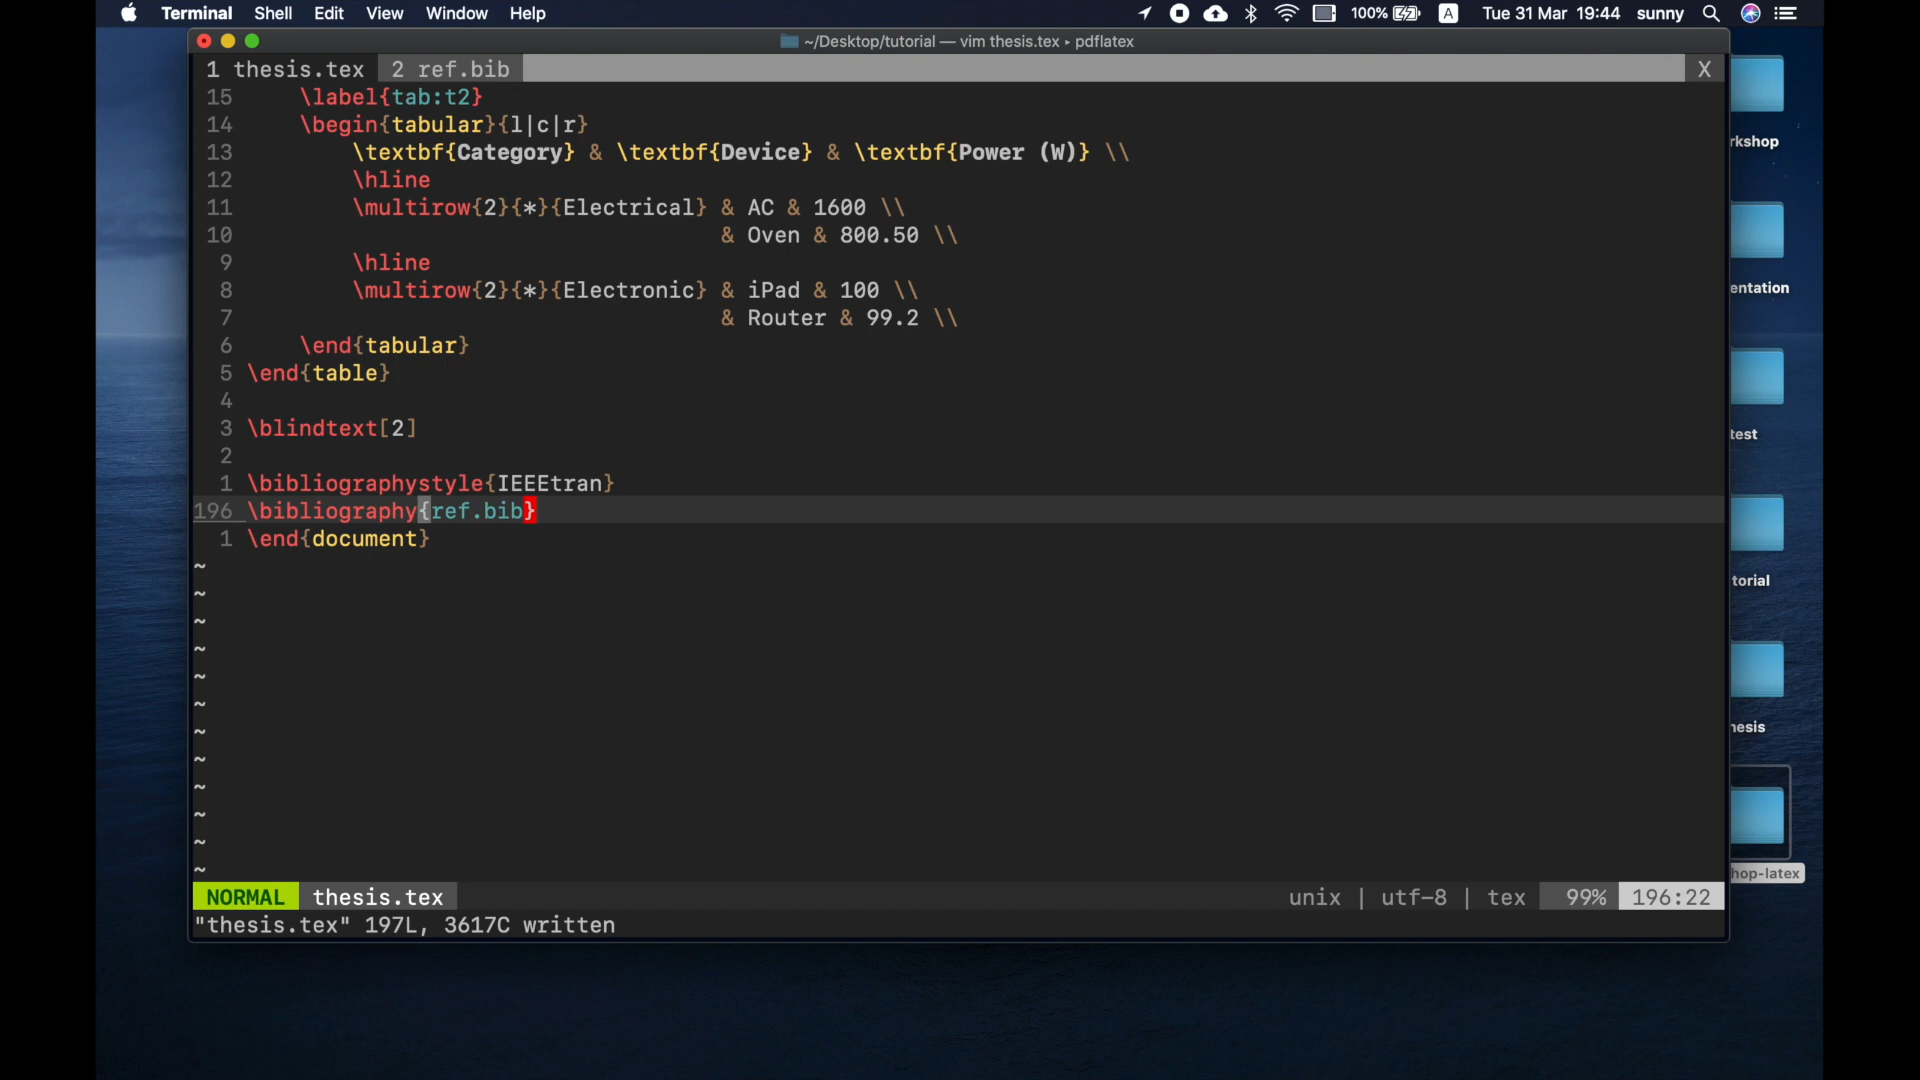 Terminal Shell Edit View Window Help 100% A Tue 31 Mar 19:44 sunny
~/Desktop/tutorial — vim thesis.tex ▸ pdflatex
1 thesis.tex 2 ref.bib X
15 \label{tab:t2}
14 \begin{tabular}{l|c|r}
13 \textbf{Category} & \textbf{Device} & \textbf{Power (W)} \\
12 \hline
11 \multirow{2}{*}{Electrical} & AC & 1600 \\
10 & Oven & 800.50 \\
9 \hline
8 \multirow{2}{*}{Electronic} & iPad & 100 \\
7 & Router & 99.2 \\
6 \end{tabular}
5 \end{table}
4
3 \blindtext[2]
2
1 \bibliographystyle{IEEEtran}
196 \bibliography{ref.bib}
1 \end{document}
~
~
~
~
~
~
~
~
~
~
~
~
NORMAL thesis.tex unix | utf-8 | tex 99% 196:22
"thesis.tex" 197L, 3617C written
rkshop
entation
test
torial
hesis
hop-latex